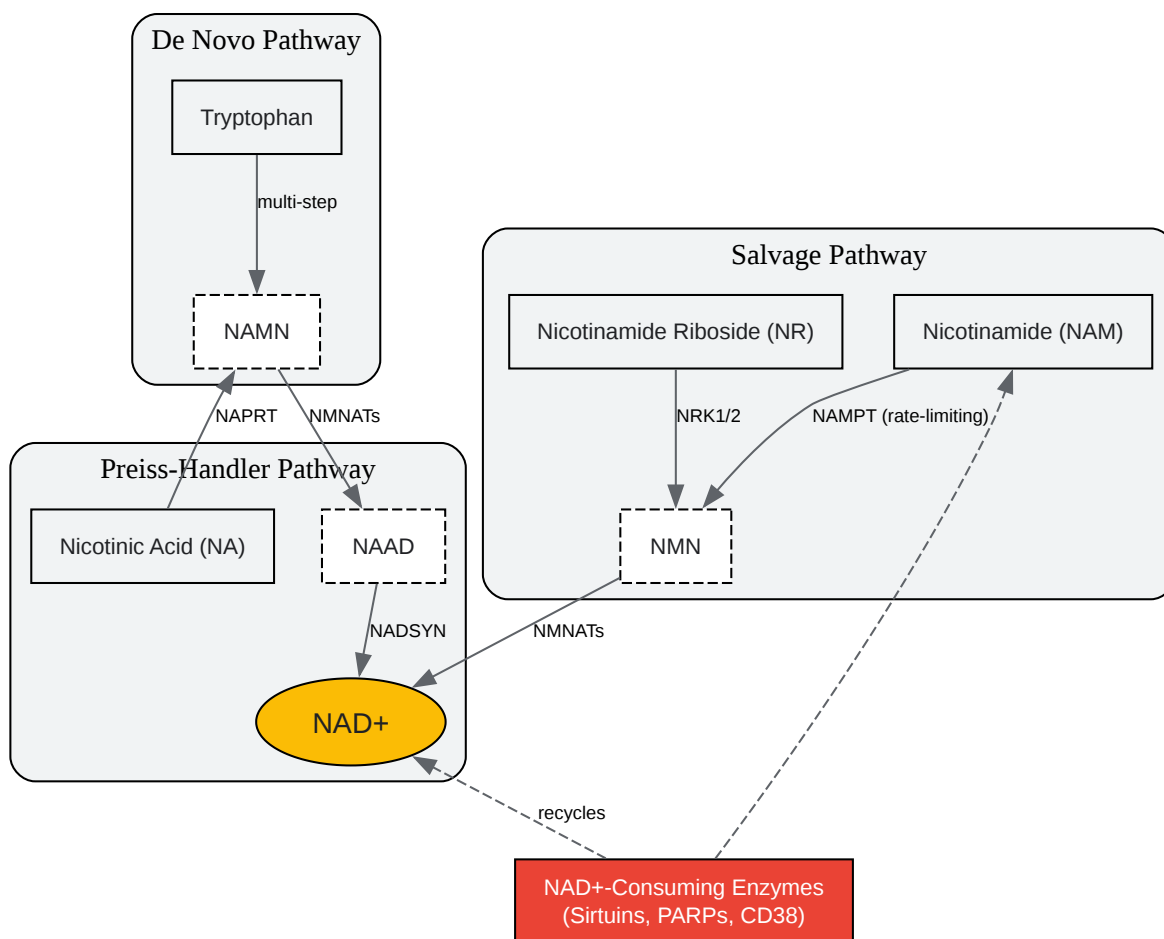 De Novo Pathway
Tryptophan
multi-step
Salvage Pathway
NAMN
Nicotinamide Riboside (NR)
Nicotinamide (NAM)
NAPRT
NMNATs
NRK1/2
NAMPT (rate-limiting)
Preiss-Handler Pathway
Nicotinic Acid (NA)
NAAD
NMN
NADSYN
NMNATs
NAD+
recycles
NAD+-Consuming Enzymes
(Sirtuins, PARPs, CD38)